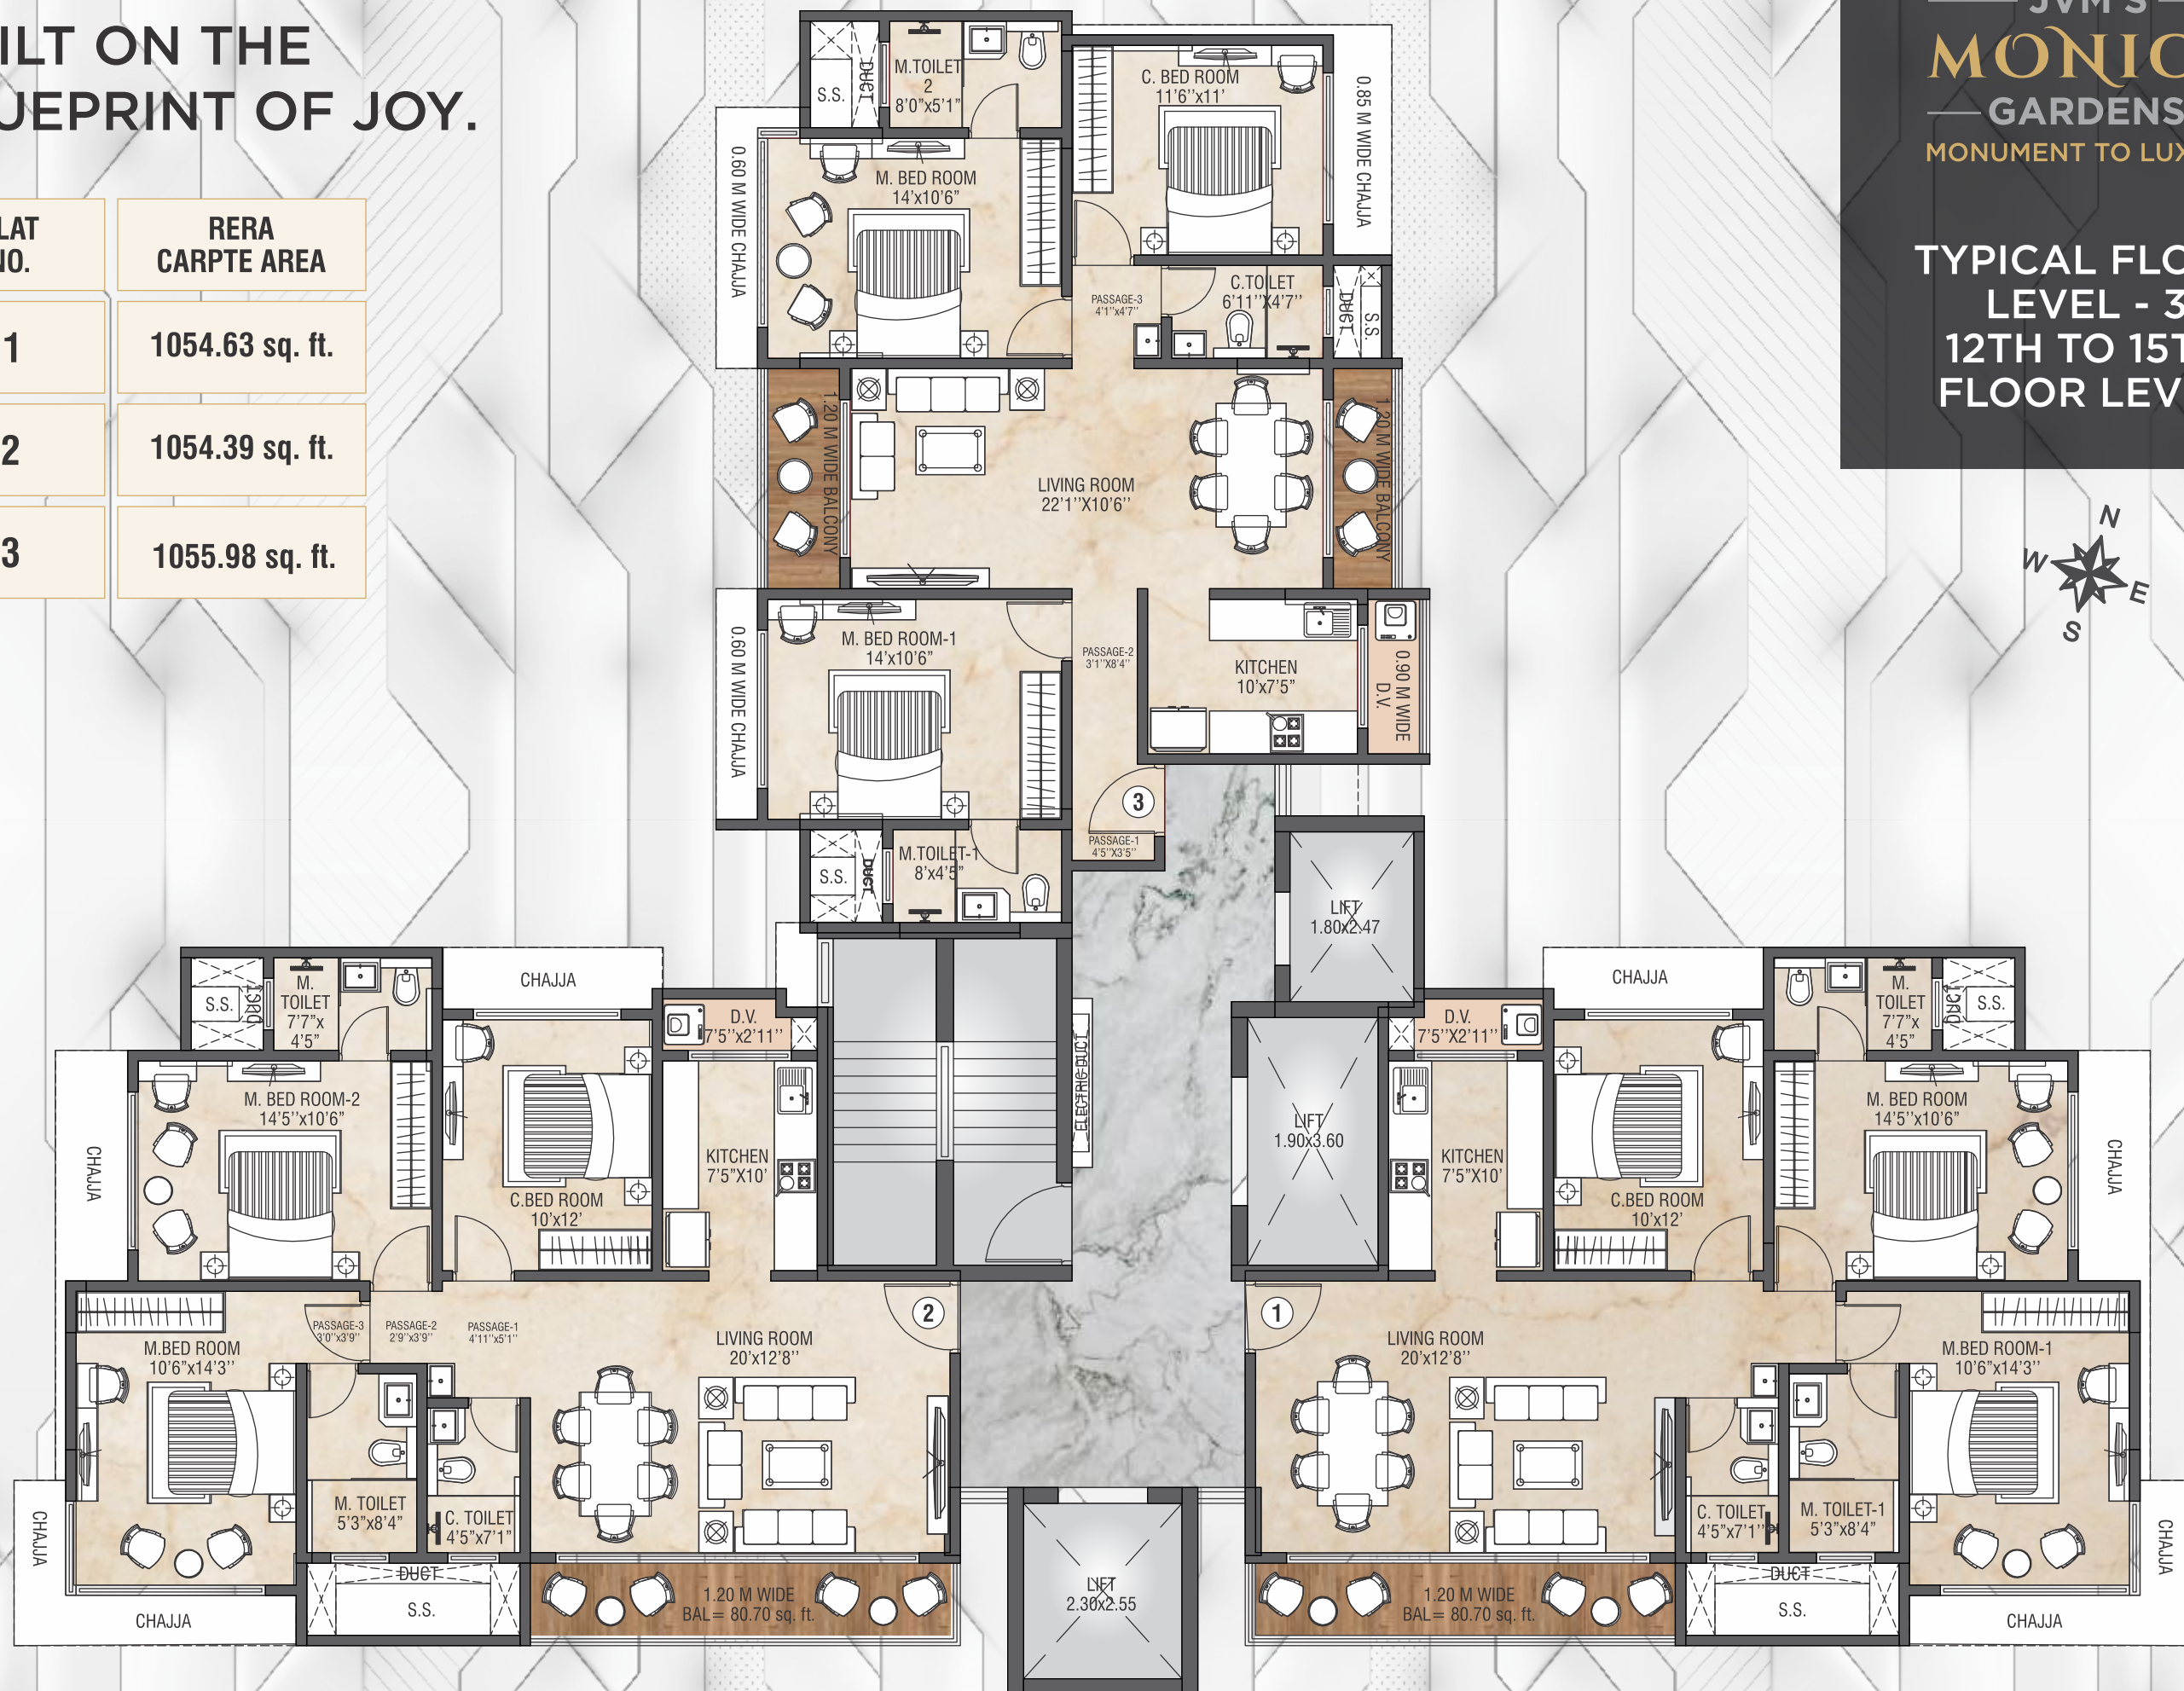 ILT ON THE
UEPRINT OF JOY.
LAT
NO.
RERA
CARPTE AREA
1
1054.63 sq. ft.
2
1054.39 sq. ft.
3
1055.98 sq. ft.
JVM'S
MONIC
GARDENS
MONUMENT TO LUX
TYPICAL FLO
LEVEL - 3
12TH TO 15T
FLOOR LEV
N
W
E
S
S.S.
DUCT
M.TOILET
2
8'0"x5'1"
C. BED ROOM
11'6"x11'
0.85 M WIDE CHAJJA
0.60 M WIDE CHAJJA
M. BED ROOM
14'x10'6"
PASSAGE-3
4'1"x4'7"
C.TOILET
6'11"X4'7"
DUCT
S.S.
1.20 M WIDE BALCONY
LIVING ROOM
22'1"X10'6"
1.20 M WIDE BALCONY
0.60 M WIDE CHAJJA
M. BED ROOM-1
14'x10'6"
PASSAGE-2
3'1"X8'4"
KITCHEN
10'x7'5"
0.90 M WIDE
D.V.
3
PASSAGE-1
4'5"X3'5"
S.S.
DUCT
M.TOILET-1
8'x4'5"
LIFT
1.80x2.47
S.S.
DUCT
M.
TOILET
7'7"x
4'5"
CHAJJA
D.V.
7'5"x2'11"
CHAJJA
M. BED ROOM-2
14'5"x10'6"
C.BED ROOM
10'x12'
KITCHEN
7'5"X10'
ELECTRIC DUCT
LIFT
1.90x3.60
D.V.
7'5"X2'11"
CHAJJA
M.
TOILET
7'7"x
4'5"
DUCT
S.S.
KITCHEN
7'5"X10'
C.BED ROOM
10'x12'
M. BED ROOM
14'5"x10'6"
CHAJJA
M.BED ROOM
10'6"x14'3"
PASSAGE-3
3'0"x3'9"
PASSAGE-2
2'9"x3'9"
PASSAGE-1
4'11"x5'1"
LIVING ROOM
20'x12'8"
2
1
LIVING ROOM
20'x12'8"
M.BED ROOM-1
10'6"x14'3"
CHAJJA
M. TOILET
5'3"x8'4"
C. TOILET
4'5"x7'1"
C. TOILET
4'5"x7'1"
M. TOILET-1
5'3"x8'4"
CHAJJA
CHAJJA
DUCT
S.S.
1.20 M WIDE
BAL= 80.70 sq. ft.
LIFT
2.30x2.55
1.20 M WIDE
BAL= 80.70 sq. ft.
DUCT
S.S.
CHAJJA